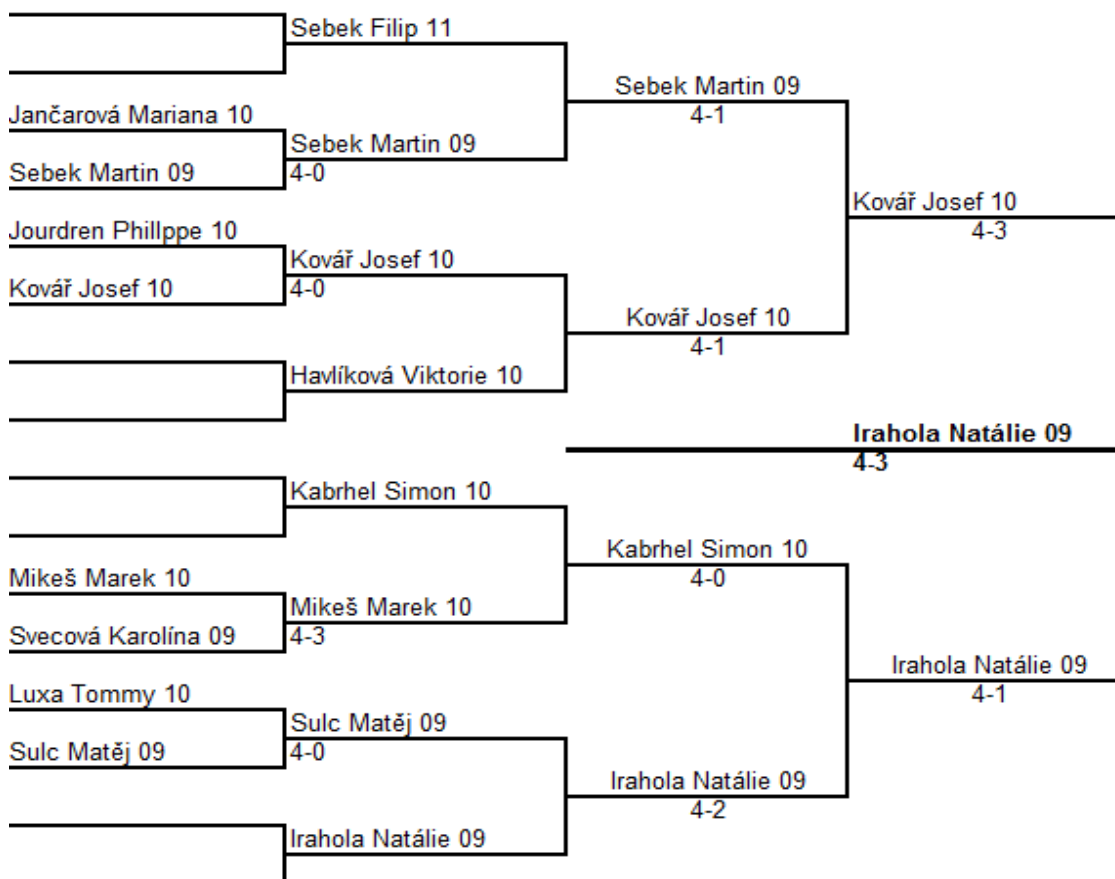 Sebek Filip 11
Sebek Martin 09
4-1
Jančarová Mariana 10
Sebek Martin 09
4-0
Sebek Martin 09
Kovář Josef 10
4-3
Jourdren Phillppe 10
Kovář Josef 10
4-0
Kovář Josef 10
Kovář Josef 10
4-1
Havlíková Viktorie 10
Irahola Natálie 09
4-3
Kabrhel Simon 10
Kabrhel Simon 10
4-0
Mikeš Marek 10
Mikeš Marek 10
4-3
Svecová Karolína 09
Irahola Natálie 09
4-1
Luxa Tommy 10
Sulc Matěj 09
4-0
Sulc Matěj 09
Irahola Natálie 09
4-2
Irahola Natálie 09